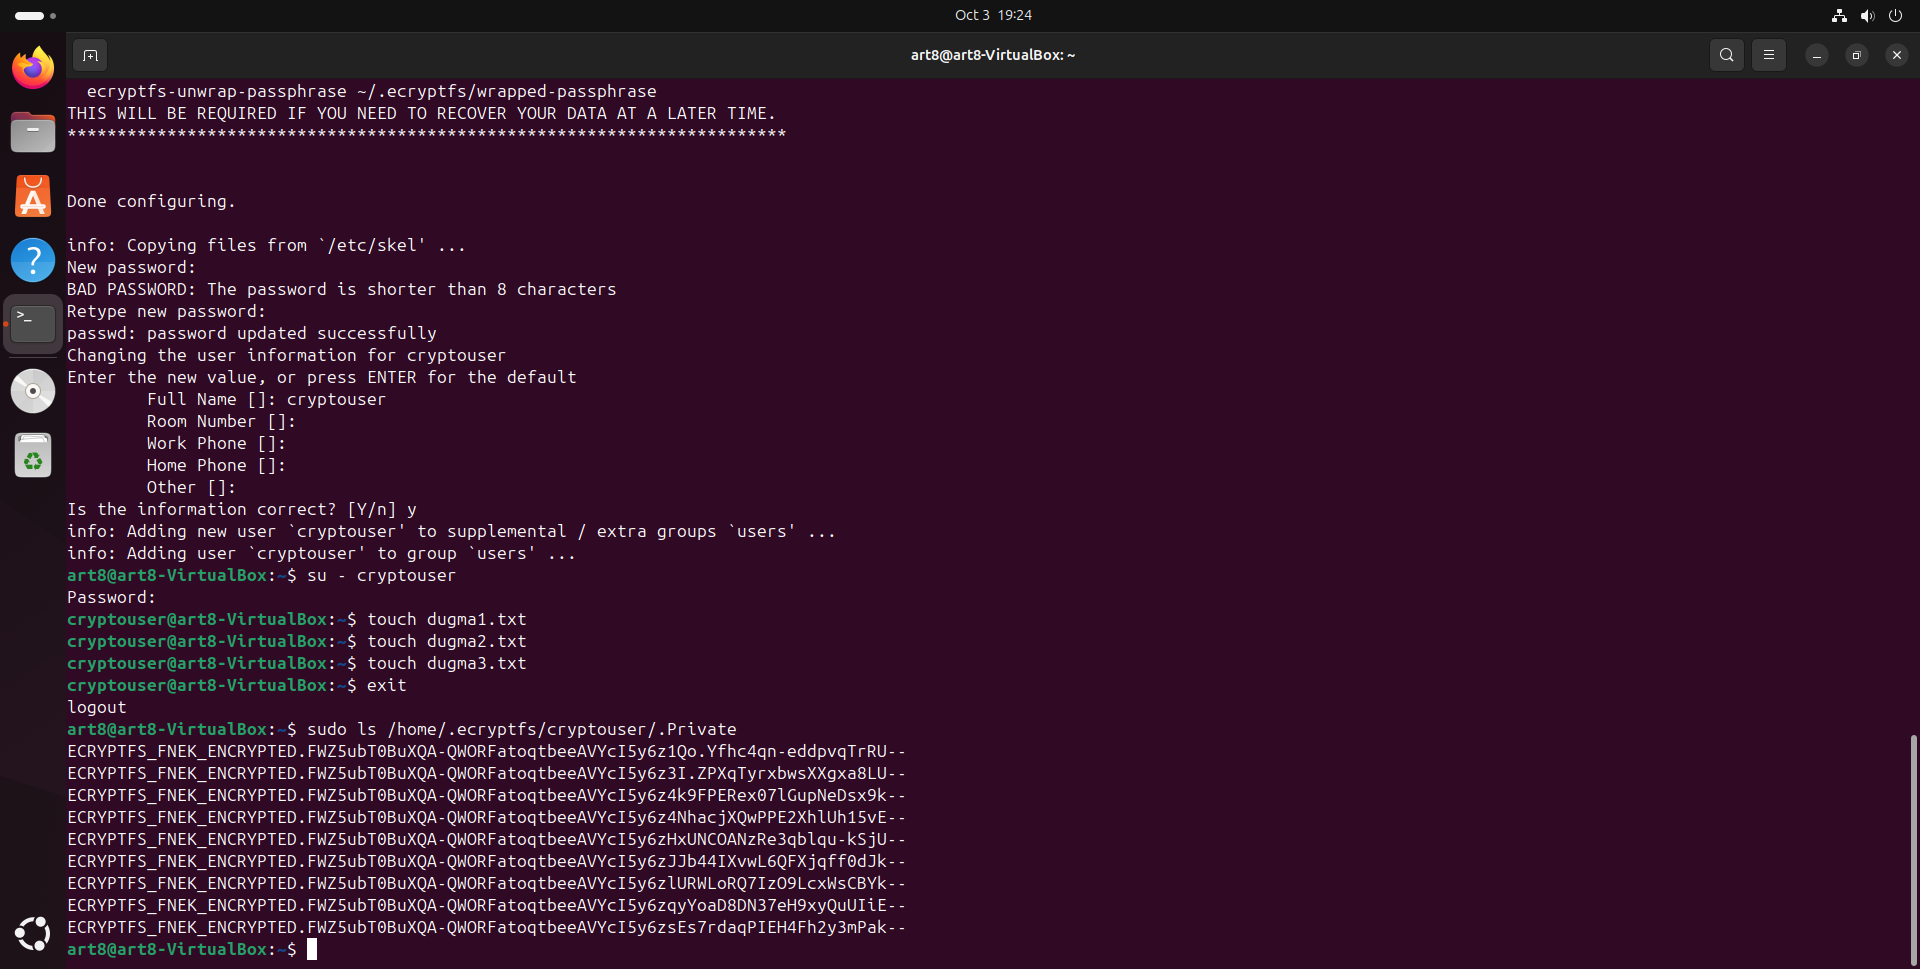 Oct 3 19:24
art8@art8-VirtualBox: ~
ecryptfs-unwrap-passphrase ~/.ecryptfs/wrapped-passphrase
THIS WILL BE REQUIRED IF YOU NEED TO RECOVER YOUR DATA AT A LATER TIME.
************************************************************************
Done configuring.
info: Copying files from `/etc/skel' ...
New password:
BAD PASSWORD: The password is shorter than 8 characters
Retype new password:
passwd: password updated successfully
Changing the user information for cryptouser
Enter the new value, or press ENTER for the default
Full Name []: cryptouser
Room Number []:
Work Phone []:
Home Phone []:
Other []:
Is the information correct? [Y/n] y
info: Adding new user `cryptouser' to supplemental / extra groups `users' ...
info: Adding user `cryptouser' to group `users' ...
art8@art8-VirtualBox:~$ su - cryptouser
Password:
cryptouser@art8-VirtualBox:~$ touch dugma1.txt
cryptouser@art8-VirtualBox:~$ touch dugma2.txt
cryptouser@art8-VirtualBox:~$ touch dugma3.txt
cryptouser@art8-VirtualBox:~$ exit
logout
art8@art8-VirtualBox:~$ sudo ls /home/.ecryptfs/cryptouser/.Private
ECRYPTFS_FNEK_ENCRYPTED.FWZ5ubT0BuXQA-QWORFatoqtbeeAVYcI5y6z1Qo.Yfhc4qn-eddpvqTrRU--
ECRYPTFS_FNEK_ENCRYPTED.FWZ5ubT0BuXQA-QWORFatoqtbeeAVYcI5y6z3I.ZPXqTyrxbwsXXgxa8LU--
ECRYPTFS_FNEK_ENCRYPTED.FWZ5ubT0BuXQA-QWORFatoqtbeeAVYcI5y6z4k9FPERex07lGupNeDsx9k--
ECRYPTFS_FNEK_ENCRYPTED.FWZ5ubT0BuXQA-QWORFatoqtbeeAVYcI5y6z4NhacjXQwPPE2XhlUh15vE--
ECRYPTFS_FNEK_ENCRYPTED.FWZ5ubT0BuXQA-QWORFatoqtbeeAVYcI5y6zHxUNCOANzRe3qblqu-kSjU--
ECRYPTFS_FNEK_ENCRYPTED.FWZ5ubT0BuXQA-QWORFatoqtbeeAVYcI5y6zJJb44IXvwL6QFXjqff0dJk--
ECRYPTFS_FNEK_ENCRYPTED.FWZ5ubT0BuXQA-QWORFatoqtbeeAVYcI5y6zlURWLoRQ7IzO9LcxWsCBYk--
ECRYPTFS_FNEK_ENCRYPTED.FWZ5ubT0BuXQA-QWORFatoqtbeeAVYcI5y6zqyYoaD8DN37eH9xyQuUIiE--
ECRYPTFS_FNEK_ENCRYPTED.FWZ5ubT0BuXQA-QWORFatoqtbeeAVYcI5y6zsEs7rdaqPIEH4Fh2y3mPak--
art8@art8-VirtualBox:~$